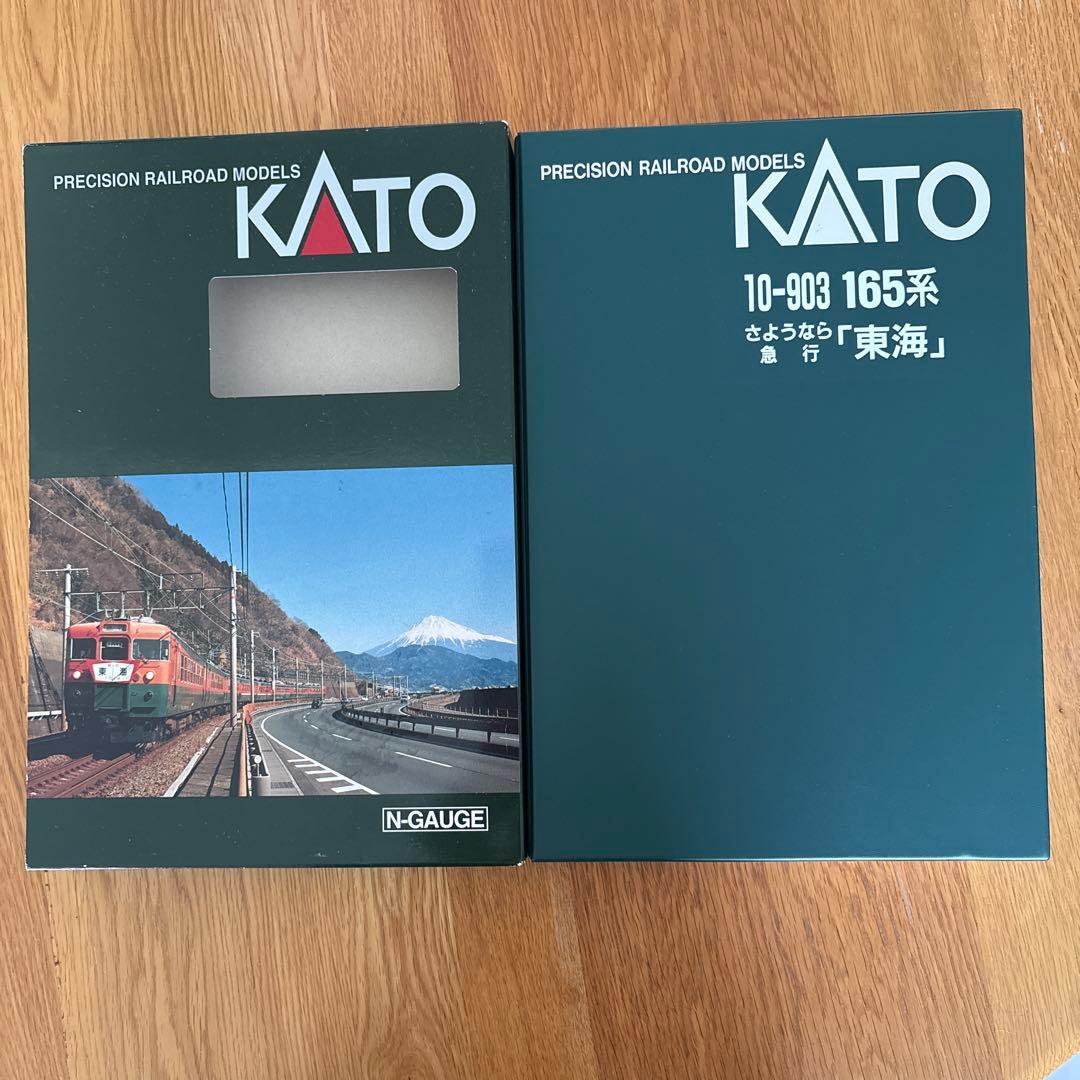 PRECISION RAILROAD MODELS
KATO
東海
N-GAUGE
PRECISION RAILROAD MODELS
KATO
10-903 165系
さようなら
急行「東海」